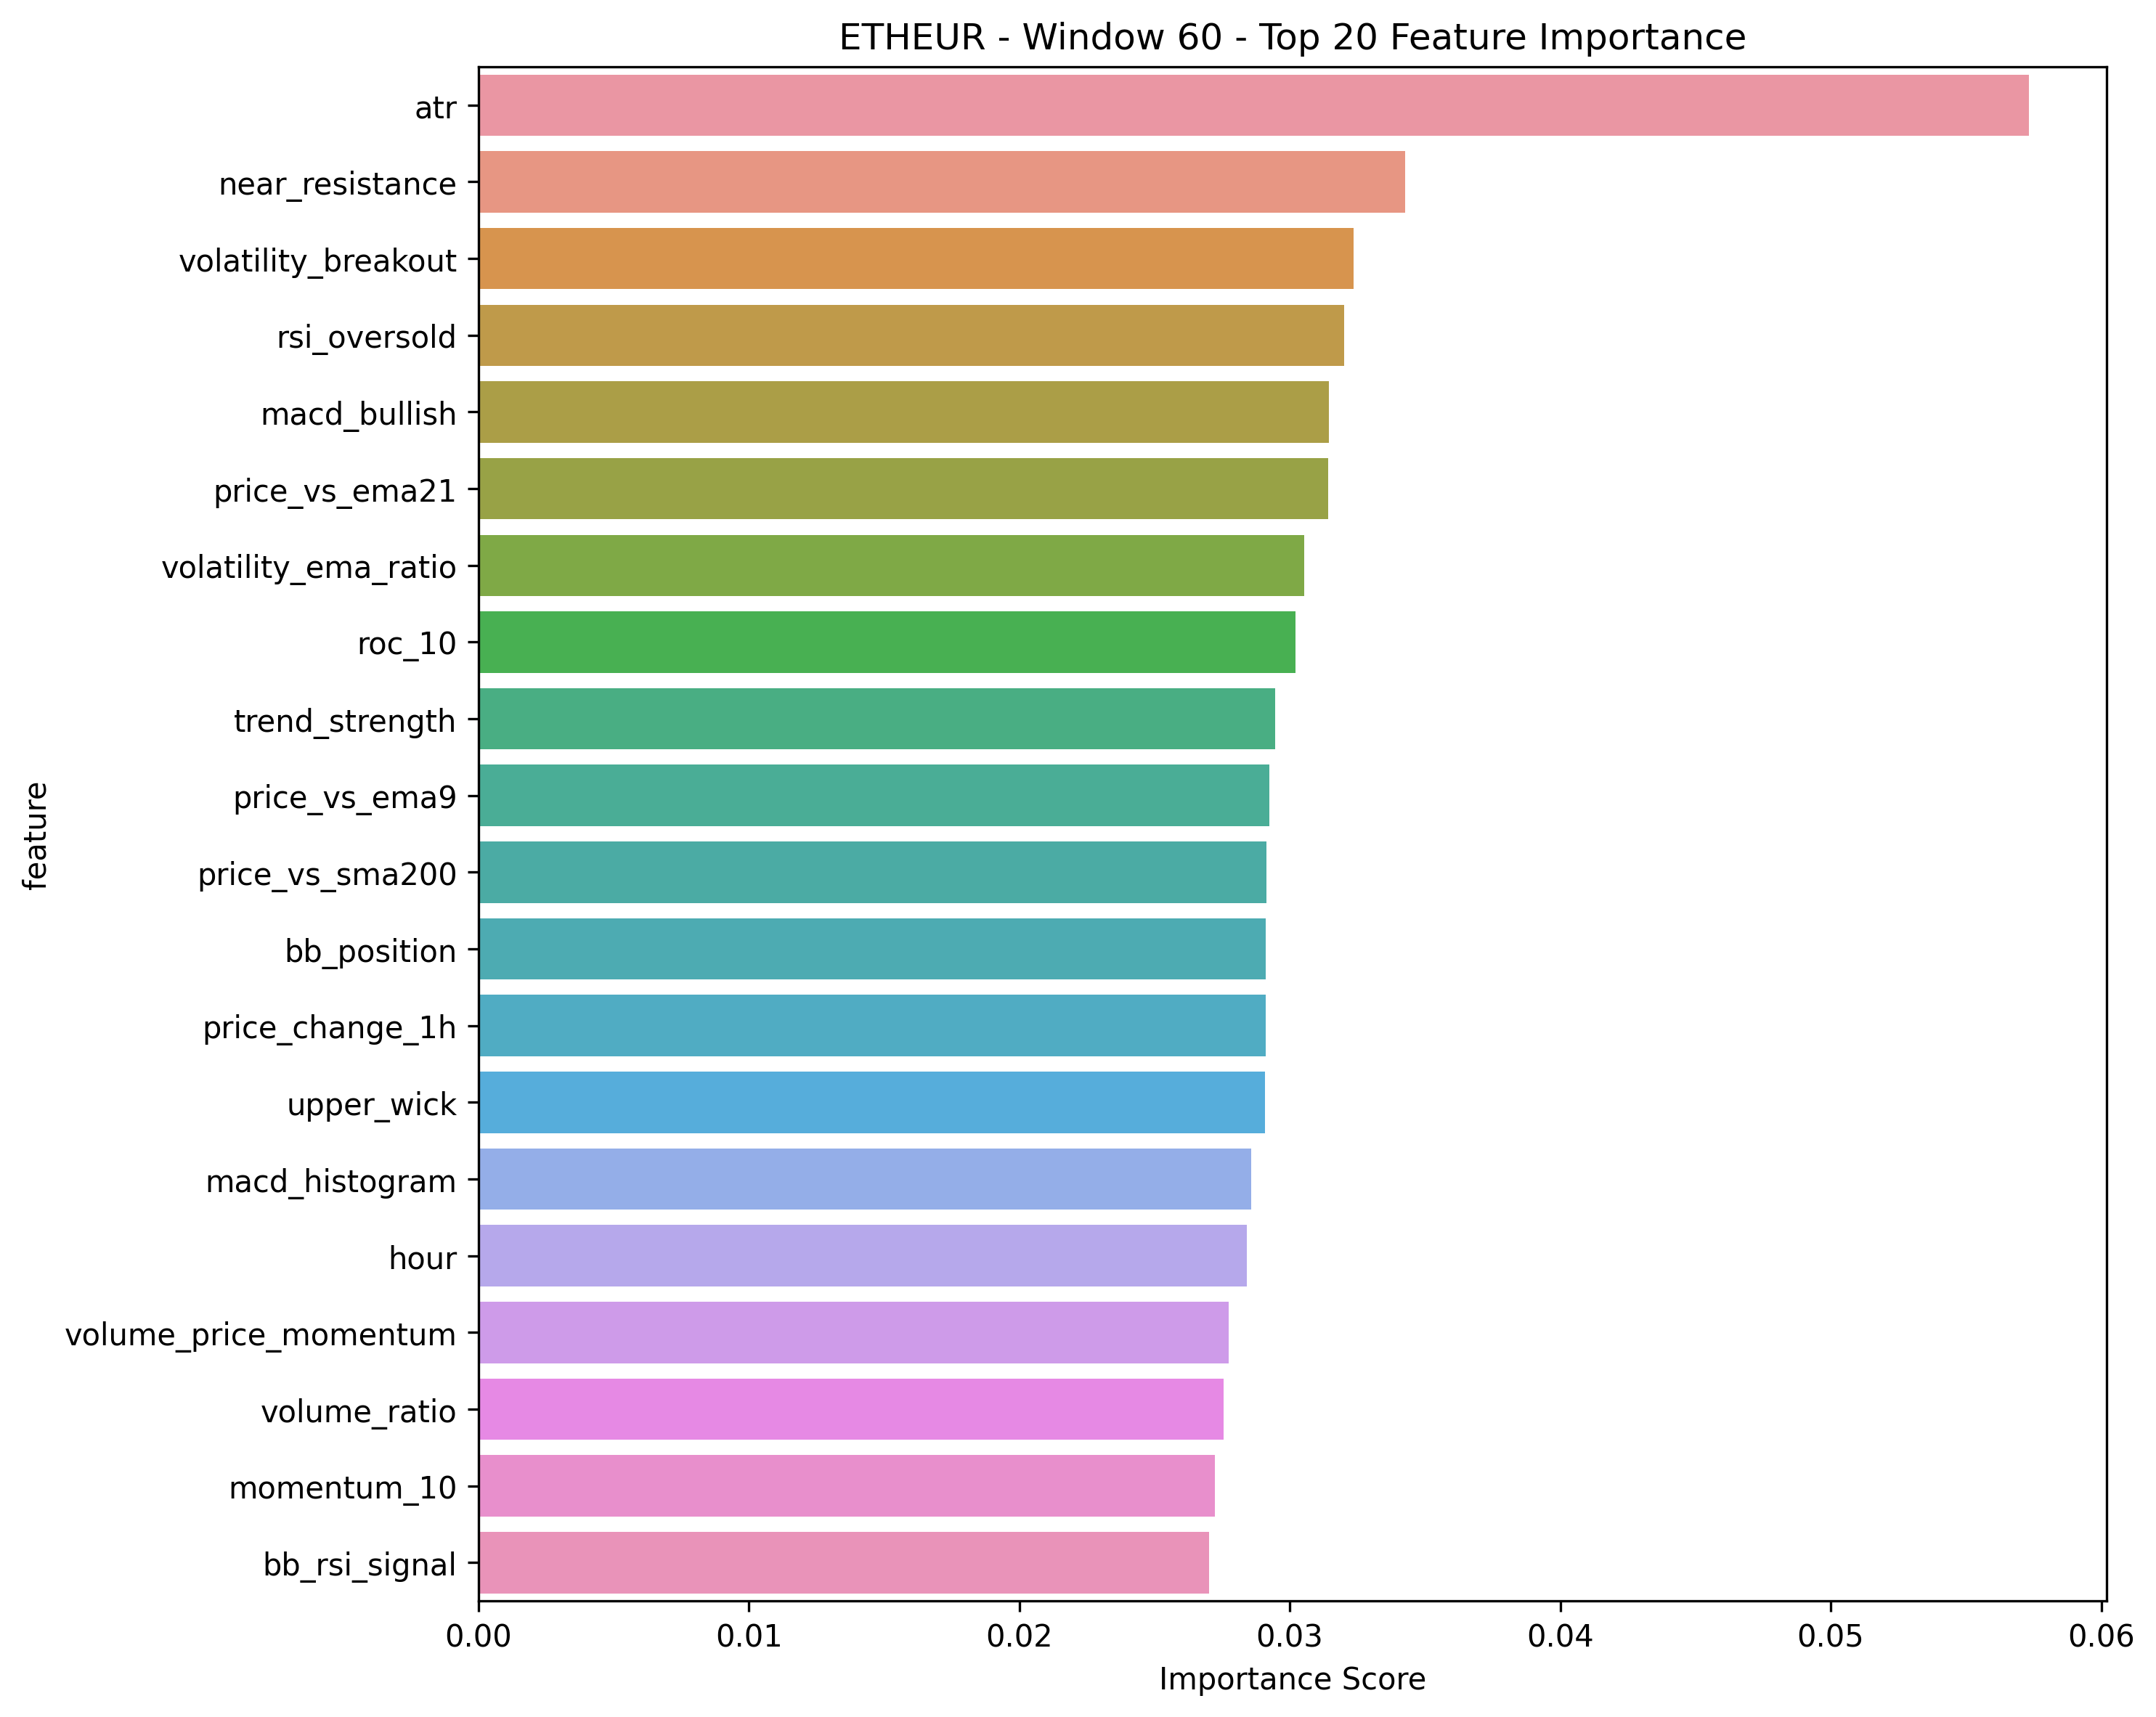 ETHEUR - Window 60 - Top 20 Feature Importance
atr
near_resistance
volatility_breakout
rsi_oversold
macd_bullish
price_vs_ema21
volatility_ema_ratio
roc_10
trend_strength
price_vs_ema9
price_vs_sma200
bb_position
price_change_1h
upper_wick
macd_histogram
hour
volume_price_momentum
volume_ratio
momentum_10
bb_rsi_signal
feature
0.00 0.01 0.02 0.03 0.04 0.05 0.06
Importance Score